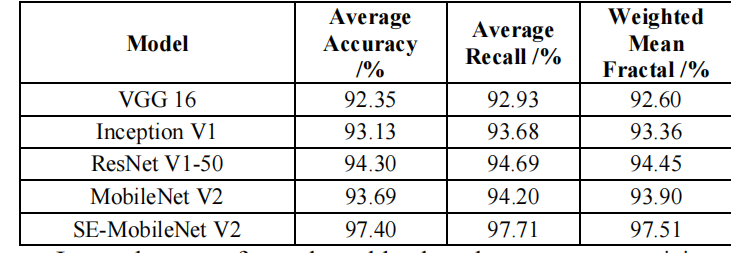 Model Average Accuracy /% Average Recall /% Weighted Mean Fractal /%
VGG 16 92.35 92.93 92.60
Inception V1 93.13 93.68 93.36
ResNet V1-50 94.30 94.69 94.45
MobileNet V2 93.69 94.20 93.90
SE-MobileNet V2 97.40 97.71 97.51